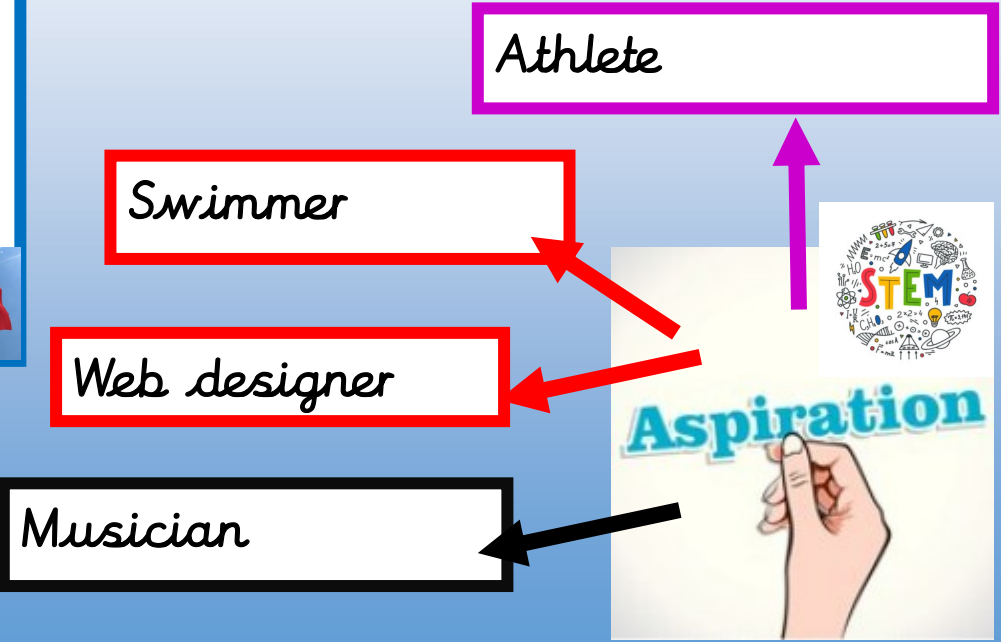 Athlete
Swimmer
Web designer
Musician
STEM
Aspiration